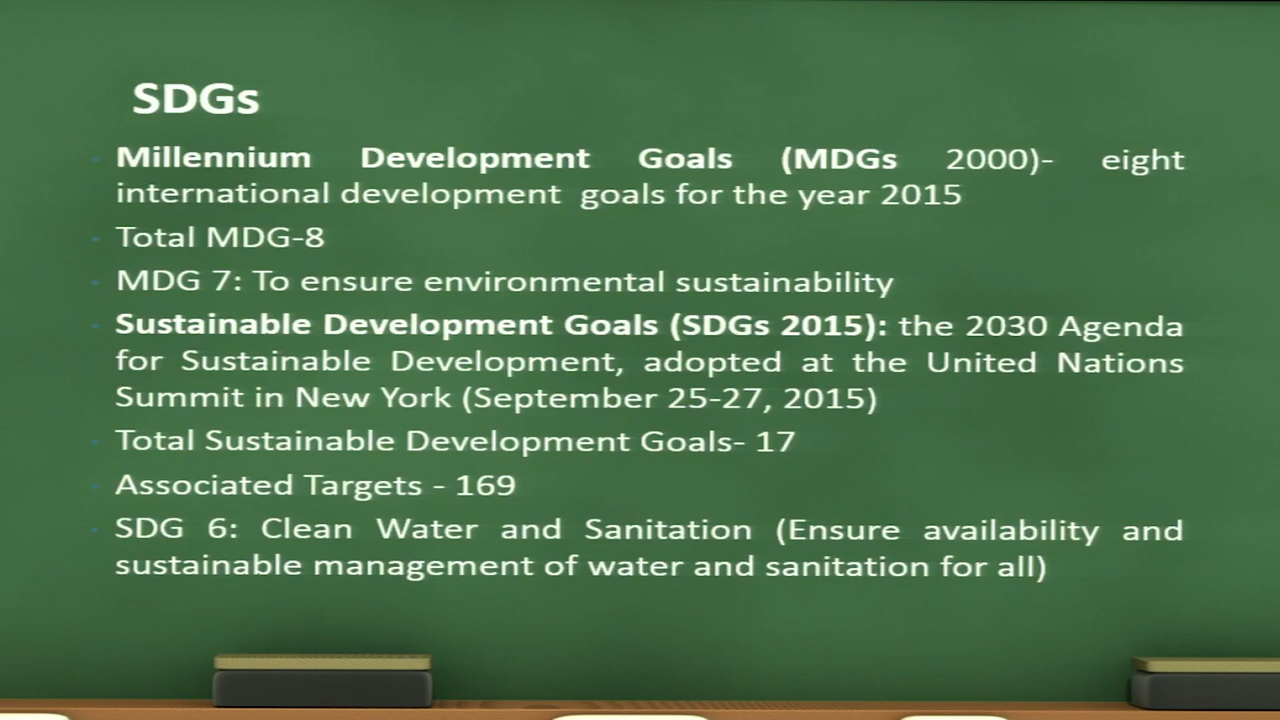 SDGs
Millennium Development Goals (MDGs 2000)- eight
international development goals for the year 2015
Total MDG-8
MDG 7: To ensure environmental sustainability
Sustainable Development Goals (SDGs 2015): the 2030 Agenda
for Sustainable Development, adopted at the United Nations
Summit in New York (September 25-27, 2015)
Total Sustainable Development Goals- 17
Associated Targets - 169
SDG 6: Clean Water and Sanitation (Ensure availability and
sustainable management of water and sanitation for all)